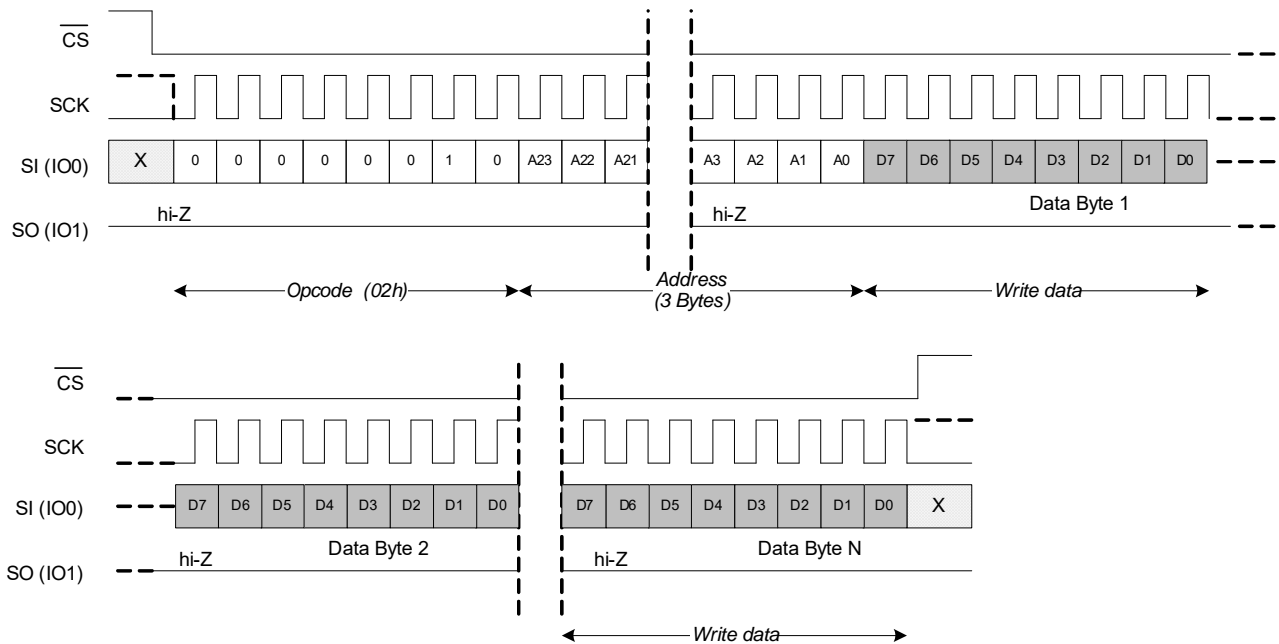 CS
SCK
SI (IO0) X 0 0 0 0 0 0 1 0 A23 A22 A21 A3 A2 A1 A0 D7 D6 D5 D4 D3 D2 D1 D0
hi-Z hi-Z Data Byte 1
SO (IO1)
Opcode (02h) Address (3 Bytes) Write data
CS
SCK
SI (IO0) D7 D6 D5 D4 D3 D2 D1 D0 D7 D6 D5 D4 D3 D2 D1 D0 X
hi-Z Data Byte 2 hi-Z Data Byte N
SO (IO1)
Write data